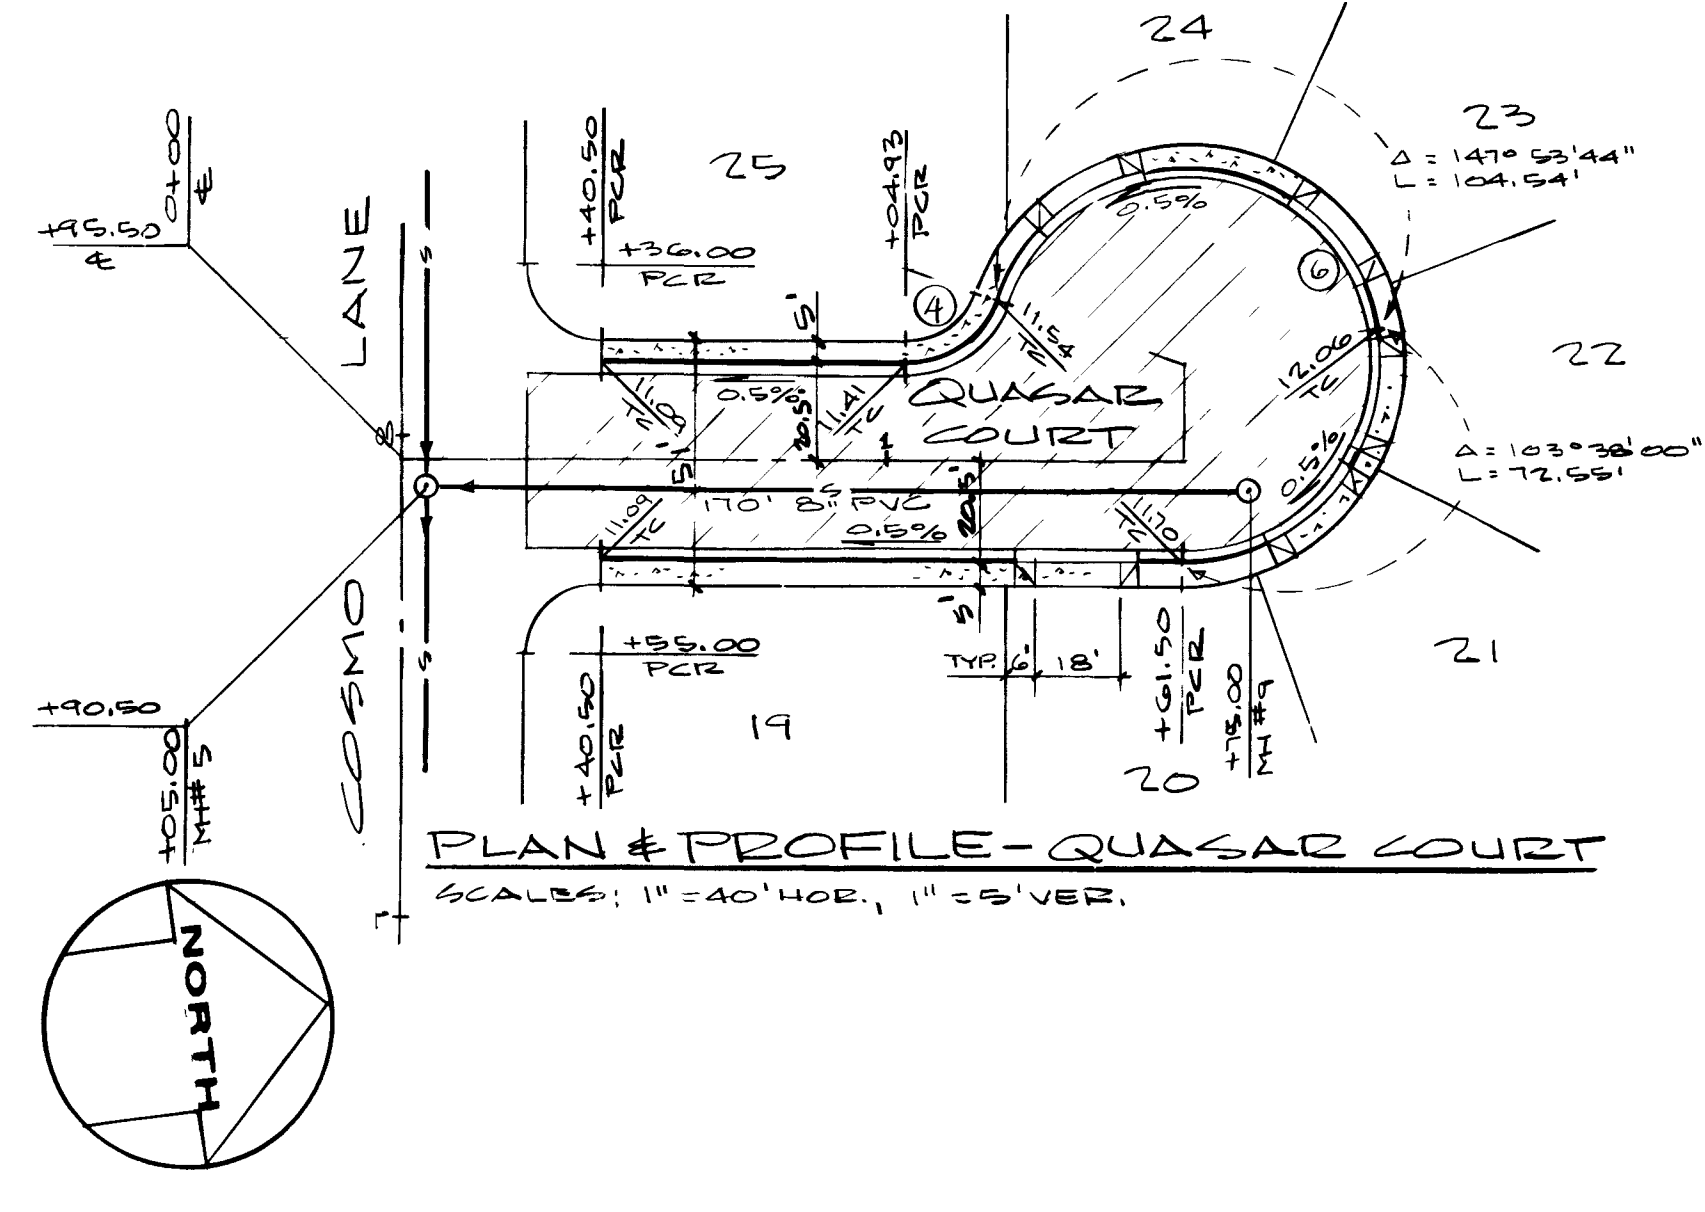 24
23
Δ = 147° 53'44"
L = 104.54'
25
+40.50
PCR
+04.93
PCR
0+00
℄
+95.50
℄
+36.00
PCR
LANE
0.5%
5'
4
6
11.54
TC
12.06
TC
22
0.5%
11.41
TC
QUASAR
COURT
20.5'
51'
1
Δ = 103° 38'00"
L = 72.55'
0.5%
S
S
170' 8" PVC
20.5'
11.09
TC
11.70
TC
0.5%
5'
COSMO
S
+55.00
PCR
TYP.
6'
18'
+61.50
PCR
21
+40.50
PCR
+75.00
MH #9
+90.50
+05.00
MH#5
19
20
PLAN & PROFILE - QUASAR COURT
SCALES: 1"=40' HOR., 1"=5' VER.
NORTH